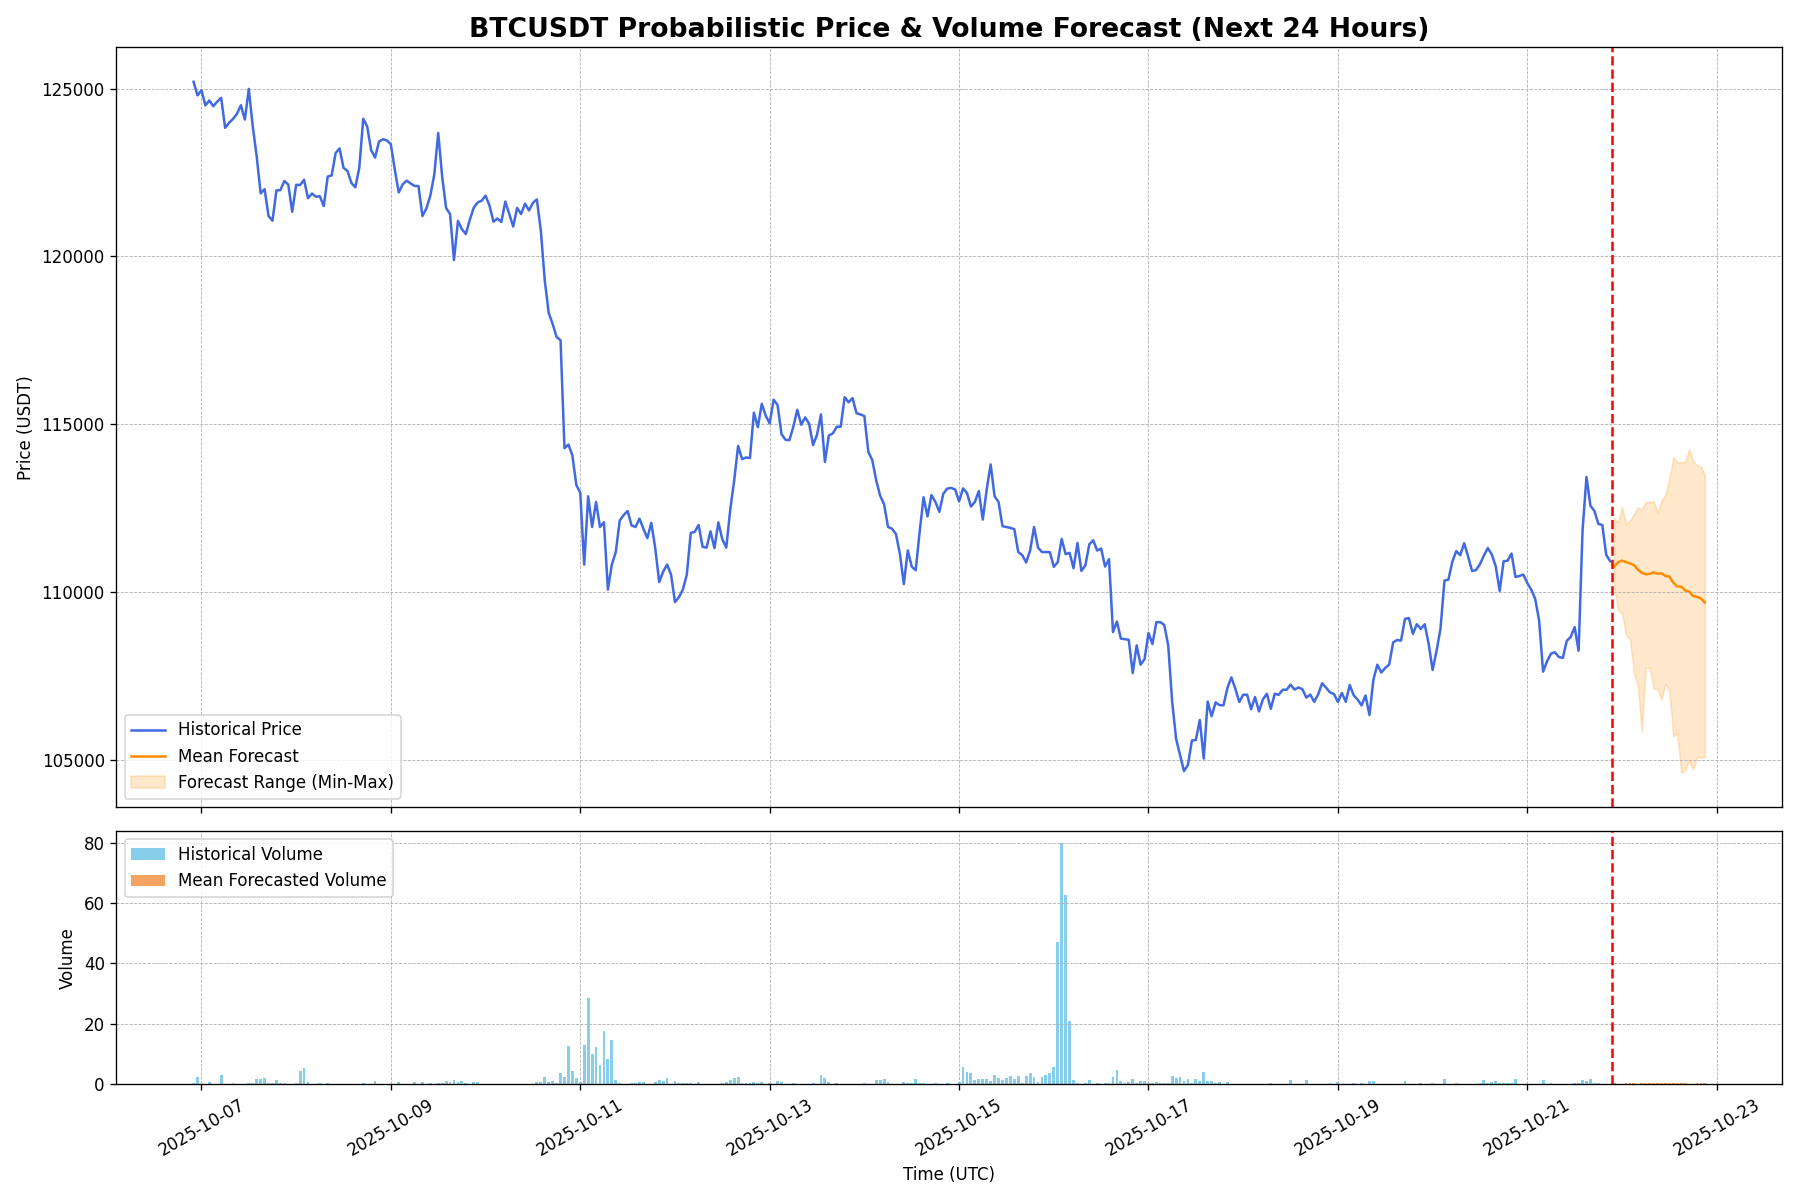 BTCUSDT Probabilistic Price & Volume Forecast (Next 24 Hours)
125000
120000
115000
110000
105000
Price (USDT)
Historical Price
Mean Forecast
Forecast Range (Min-Max)
80
60
40
20
0
Volume
Historical Volume
Mean Forecasted Volume
2025-10-07
2025-10-09
2025-10-11
2025-10-13
2025-10-15
2025-10-17
2025-10-19
2025-10-21
2025-10-23
Time (UTC)